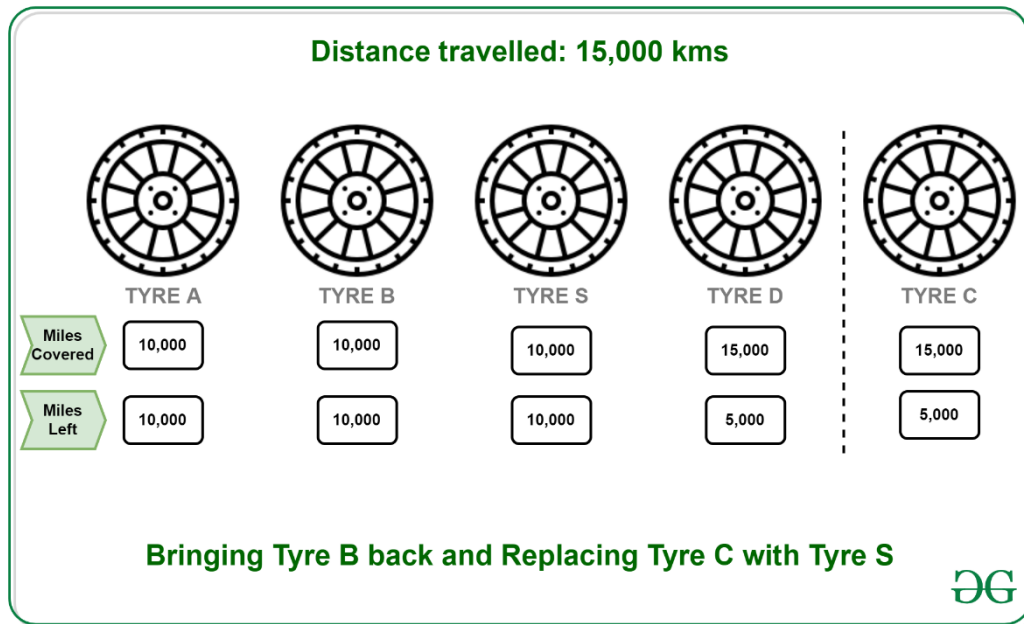 Distance travelled: 15,000 kms
TYRE A TYRE B TYRE S TYRE D TYRE C
Miles
Covered
10,000 10,000 10,000 15,000 15,000
Miles
Left
10,000 10,000 10,000 5,000 5,000
Bringing Tyre B back and Replacing Tyre C with Tyre S